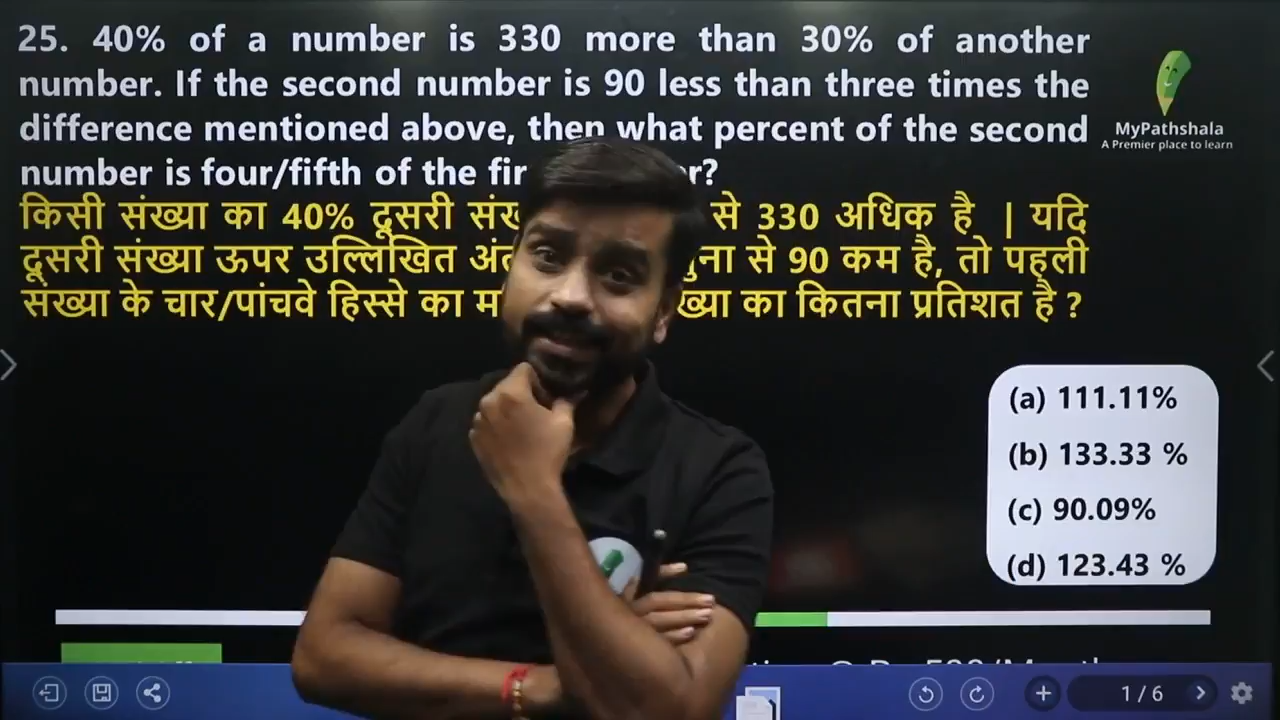 25. 40% of a number is 330 more than 30% of another
number. If the second number is 90 less than three times the
difference mentioned above, then what percent of the second
number is four/fifth of the fir r?
किसी संख्या का 40% दूसरी संख से 330 अधिक है | यदि
दूसरी संख्या ऊपर उल्लिखित अंत गुना से 90 कम है, तो पहली
संख्या के चार/पांचवे हिस्से का म ख्या का कितना प्रतिशत है ?
MyPathshala
A Premier place to learn
(a) 111.11%
(b) 133.33 %
(c) 90.09%
(d) 123.43 %
1 / 6